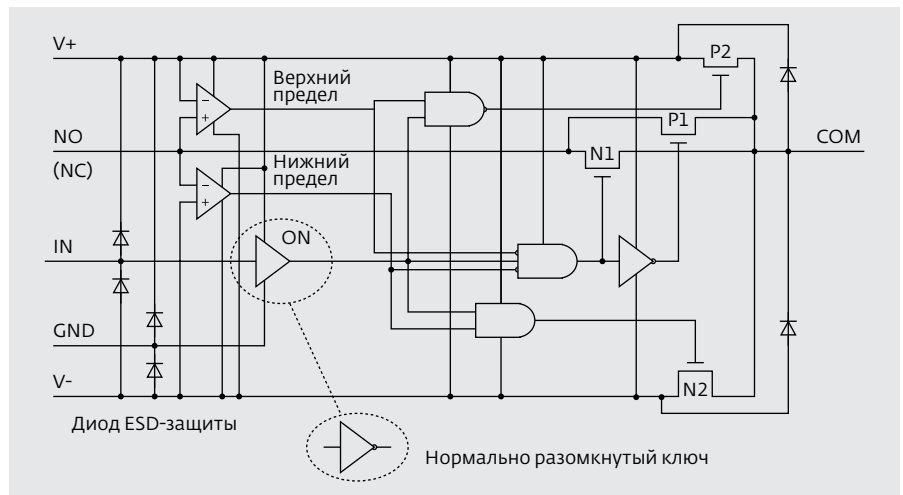 V+
P2
Верхний
предел
P1
NO
COM
(NC)
Нижний
предел
N1
–
+
–
+
IN
ON
GND
V-
N2
Диод ESD-защиты
Нормально разомкнутый ключ